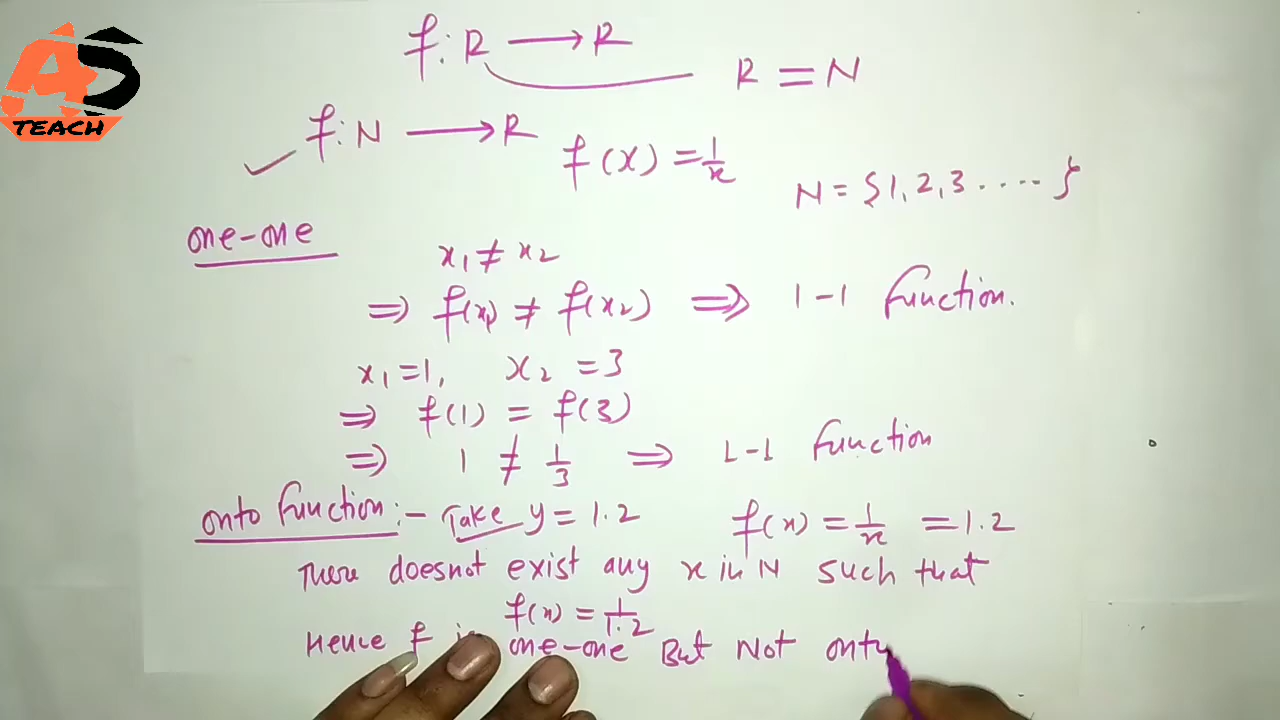 AS
TEACH
f: R ⟶ R
R = N
f: N ⟶ R f(x) = 1/x
N = {1, 2, 3 ..... }
one-one
x₁ ≠ x₂
⇒ f(x₁) ≠ f(x₂) ⇒ 1-1 function.
x₁ = 1, x₂ = 3
⇒ f(1) = f(3)
⇒ 1 ≠ 1/3 ⇒ 1-1 function
onto function:- Take y = 1.2 f(x) = 1/x = 1.2
There doesnot exist any x in N such that
f(x) = 1/1.2
Hence f is one-one But Not onto